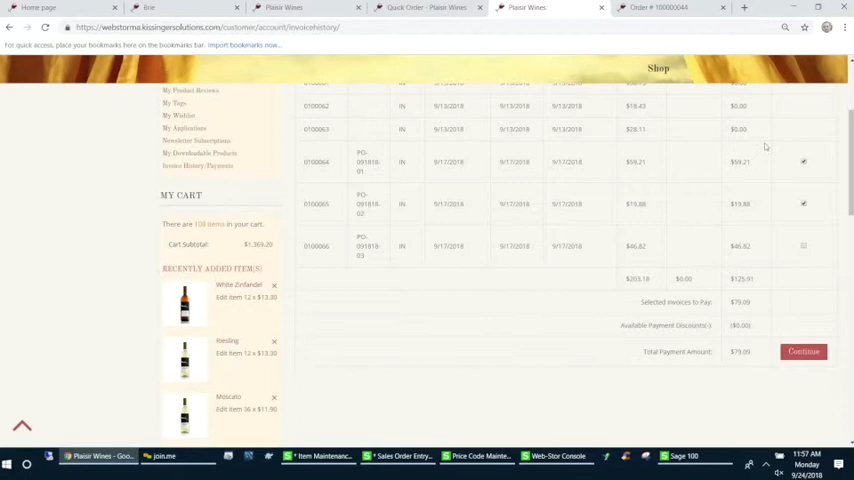 Home page
Brie
Plaisir Wines
Quick Order - Plaisir Wines
Plaisir Wines
Order # 100000044
https://webstorma.kissingersolutions.com/customer/account/invoicehistory/
For quick access, place your bookmarks here on the bookmarks bar. Import bookmarks now...
Shop
My Product Reviews
My Tags
My Wishlist
My Applications
Newsletter Subscriptions
My Downloadable Products
Invoice History/Payments
MY CART
There are 108 items in your cart.
Cart Subtotal: $1,369.20
RECENTLY ADDED ITEM(S)
White Zinfandel
Edit item 12 x $13.30
Riesling
Edit item 12 x $13.30
Moscato
Edit item 36 x $11.90
0100062 IN 9/13/2018 9/13/2018 9/13/2018 $18.43 $0.00
0100063 IN 9/13/2018 9/13/2018 9/13/2018 $28.11 $0.00
0100064 PO-091818-01 IN 9/17/2018 9/17/2018 9/17/2018 $59.21 $59.21
0100065 PO-091818-02 IN 9/17/2018 9/17/2018 9/17/2018 $19.88 $19.88
0100066 PO-091818-03 IN 9/17/2018 9/17/2018 9/17/2018 $46.82 $46.82
$203.18 $0.00 $125.91
Selected Invoices to Pay: $79.09
Available Payment Discounts(-) ($0.00)
Total Payment Amount: $79.09
Continue
Plaisir Wines - Goo...
join.me
* Item Maintenanc...
* Sales Order Entry...
Price Code Mainte...
Web-Stor Console
Sage 100
11:57 AM
Monday
9/24/2018